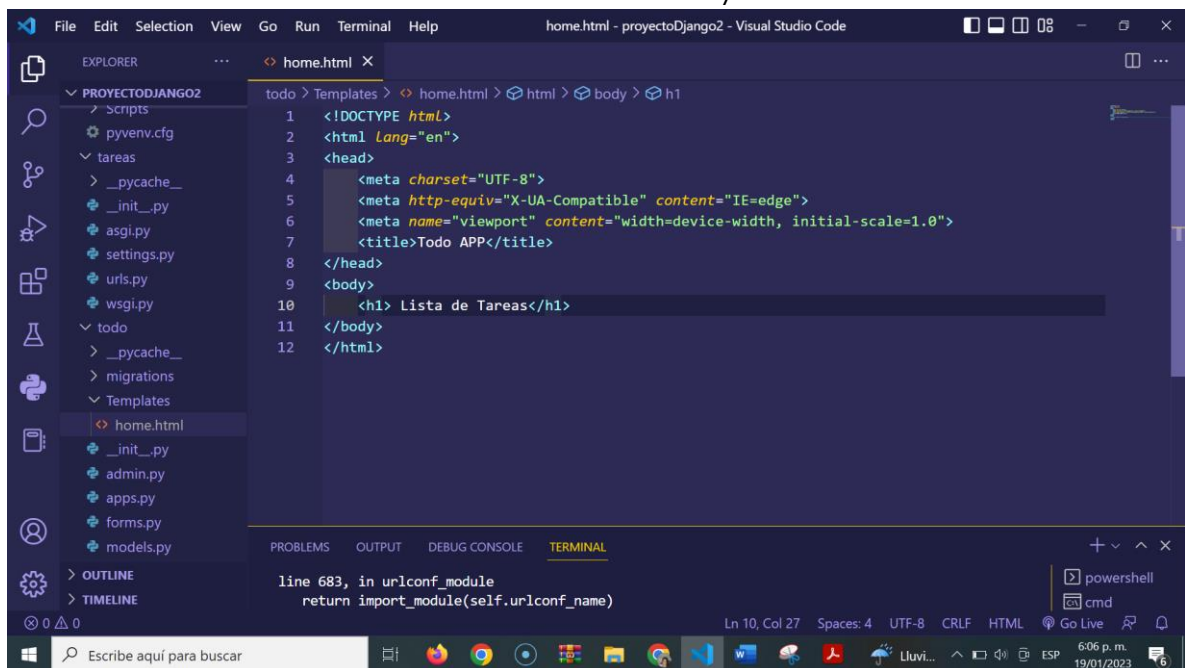 File Edit Selection View Go Run Terminal Help home.html - proyectoDjango2 - Visual Studio Code
EXPLORER ...
home.html
PROYECTODJANGO2
Scripts
pyvenv.cfg
tareas
__pycache__
__init__.py
asgi.py
settings.py
urls.py
wsgi.py
todo
__pycache__
migrations
Templates
home.html
__init__.py
admin.py
apps.py
forms.py
models.py
OUTLINE
TIMELINE
todo > Templates > home.html > html > body > h1
1 <!DOCTYPE html>
2 <html lang="en">
3 <head>
4 <meta charset="UTF-8">
5 <meta http-equiv="X-UA-Compatible" content="IE=edge">
6 <meta name="viewport" content="width=device-width, initial-scale=1.0">
7 <title>Todo APP</title>
8 </head>
9 <body>
10 <h1> Lista de Tareas</h1>
11 </body>
12 </html>
PROBLEMS OUTPUT DEBUG CONSOLE TERMINAL
line 683, in urlconf_module
return import_module(self.urlconf_name)
powershell
cmd
0 0 Ln 10, Col 27 Spaces: 4 UTF-8 CRLF HTML Go Live
Escribe aquí para buscar
Lluvi... ESP 6:06 p. m.
19/01/2023
6